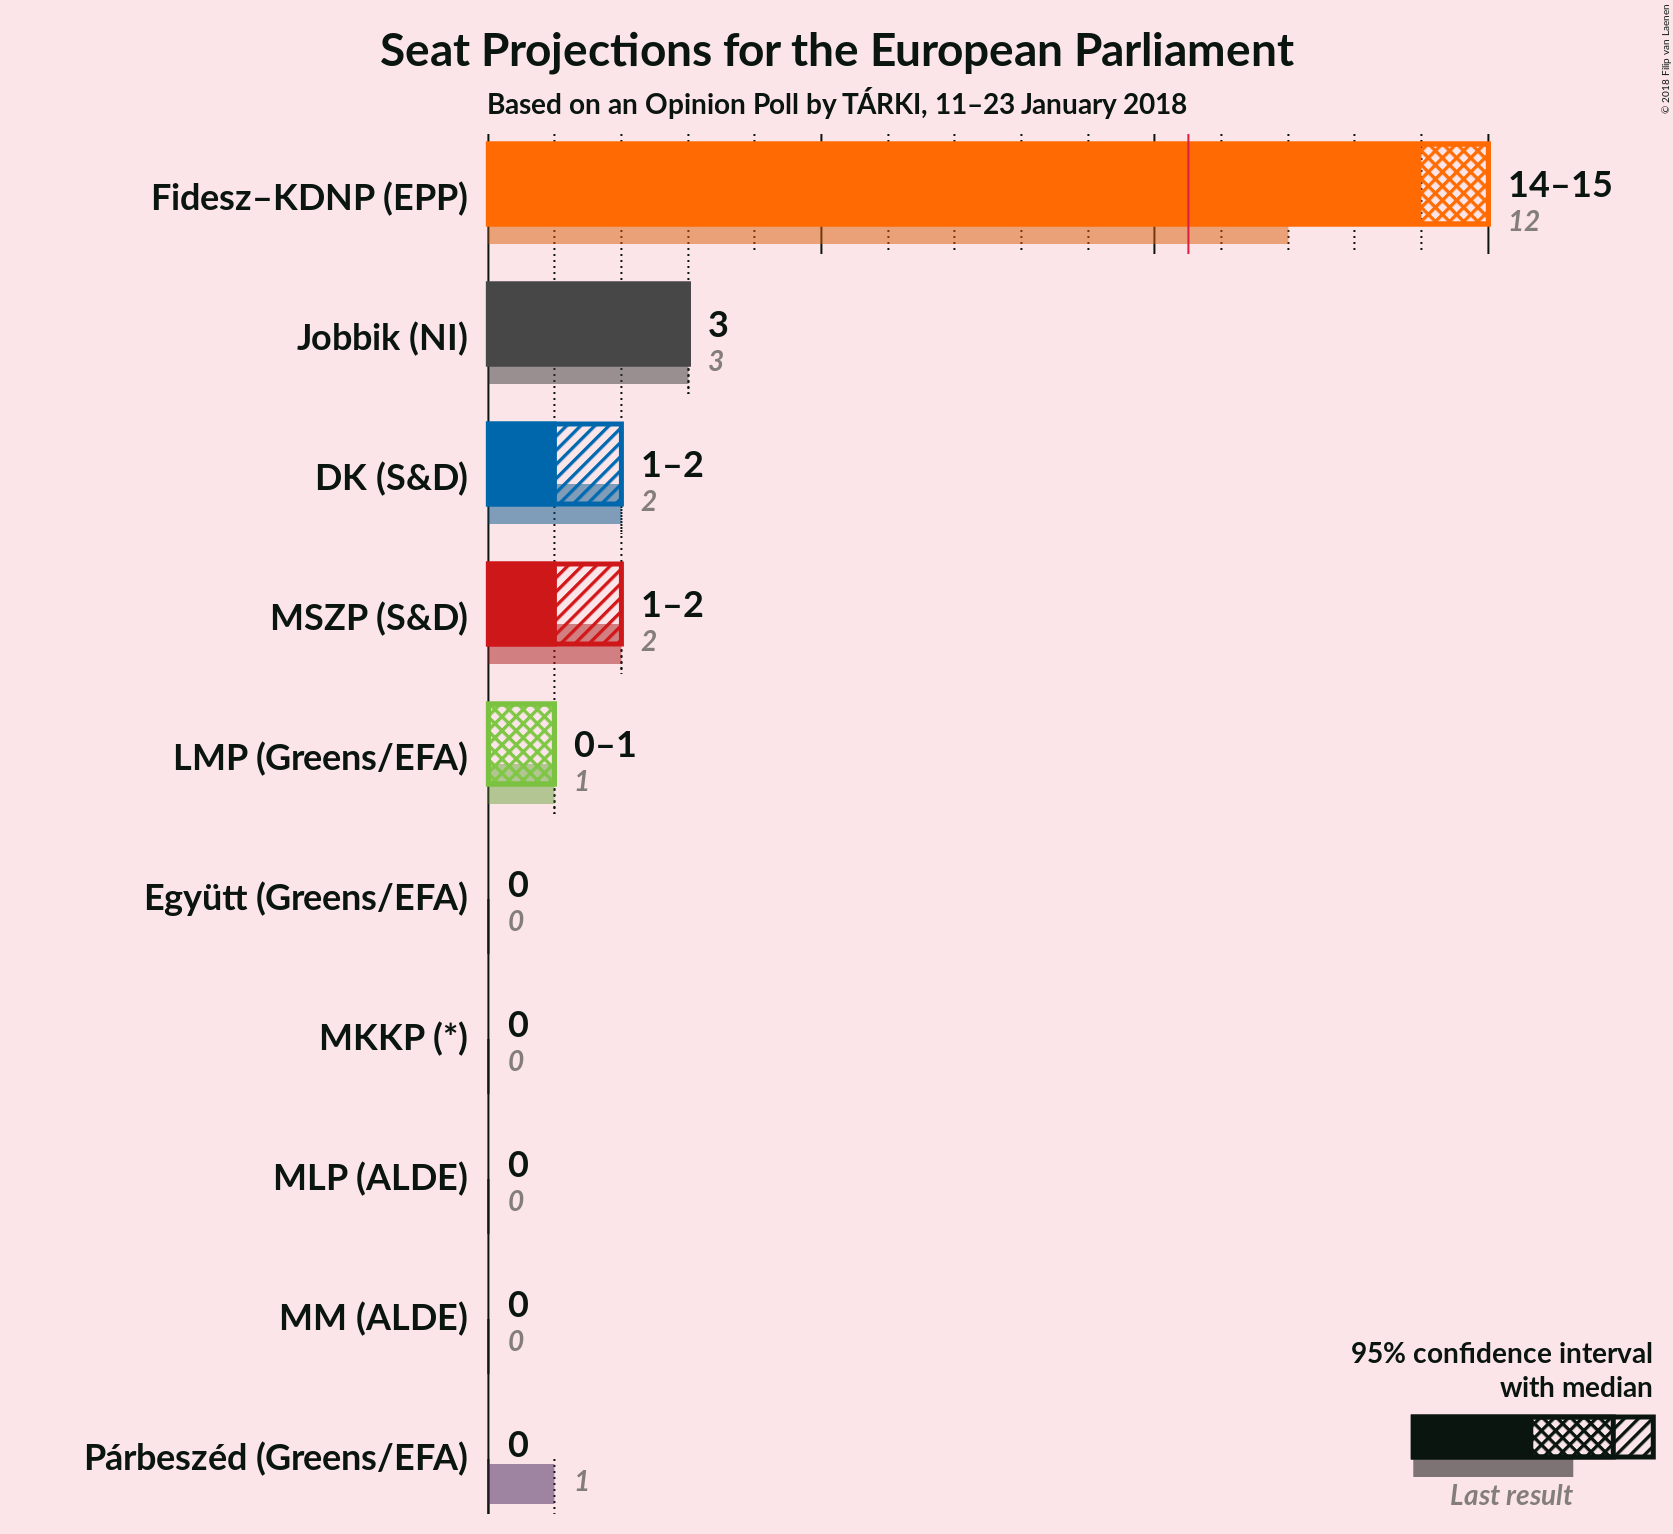 Seat Projections for the European Parliament
Based on an Opinion Poll by TÁRKI, 11–23 January 2018
© 2018 Filip van Laenen
Fidesz–KDNP (EPP)
14–15
12
Jobbik (NI)
3
3
DK (S&D)
1–2
2
MSZP (S&D)
1–2
2
LMP (Greens/EFA)
0–1
1
Együtt (Greens/EFA)
0
0
MKKP (*)
0
0
MLP (ALDE)
0
0
MM (ALDE)
0
0
Párbeszéd (Greens/EFA)
0
1
95% confidence interval
with median
Last result